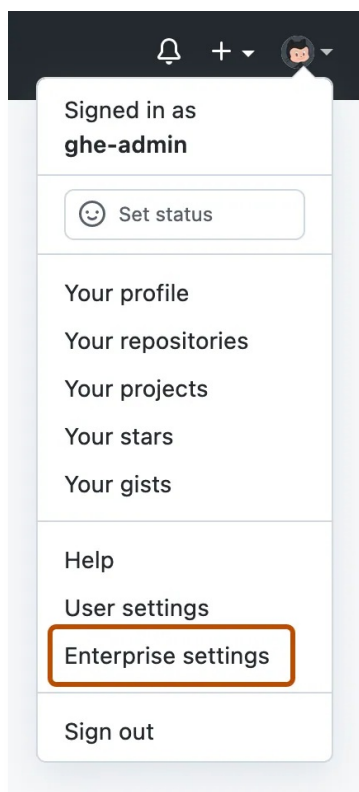 Signed in as
ghe-admin
Set status
Your profile
Your repositories
Your projects
Your stars
Your gists
Help
User settings
Enterprise settings
Sign out